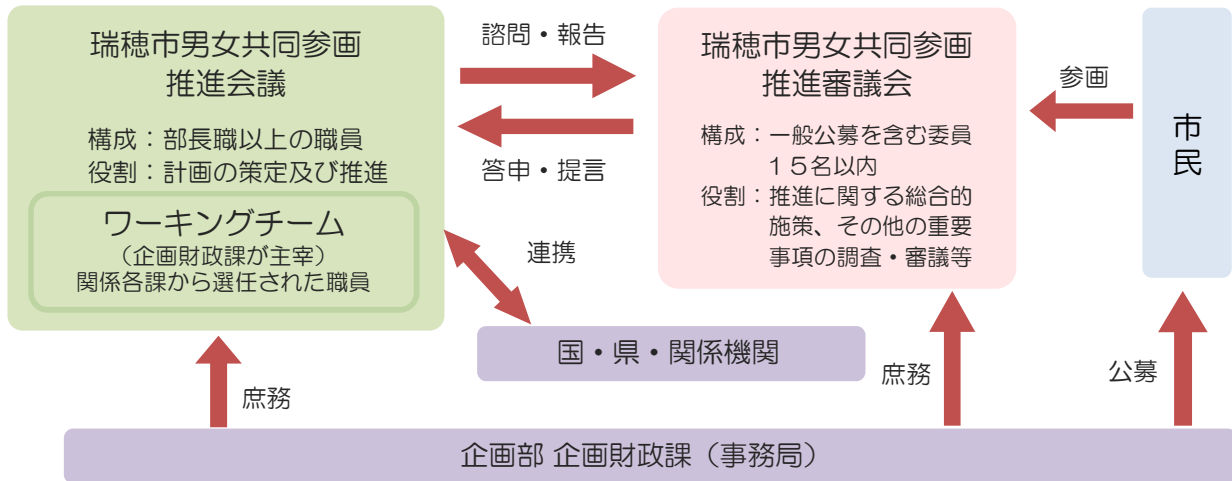 瑞穂市男女共同参画
推進会議
構成：部長職以上の職員
役割：計画の策定及び推進
ワーキングチーム
（企画財政課が主宰）
関係各課から選任された職員
諮問・報告
答申・提言
連携
瑞穂市男女共同参画
推進審議会
構成：一般公募を含む委員
１５名以内
役割：推進に関する総合的
施策、その他の重要
事項の調査・審議等
参画
市民
国・県・関係機関
庶務
庶務
公募
企画部 企画財政課（事務局）